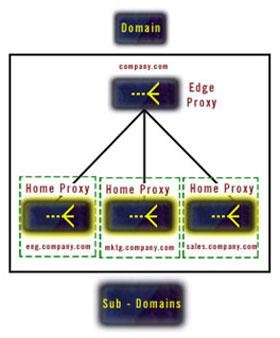 Domain
company.com
Edge
Proxy
Home Proxy
Home Proxy
Home Proxy
eng.company.com
mktg.company.com
sales.company.com
Sub - Domains